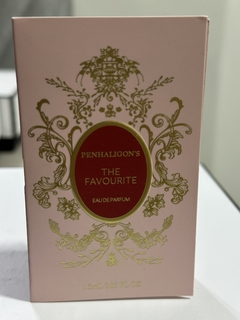 PENHALIGON'S
THE
FAVOURITE
EAU DE PARFUM